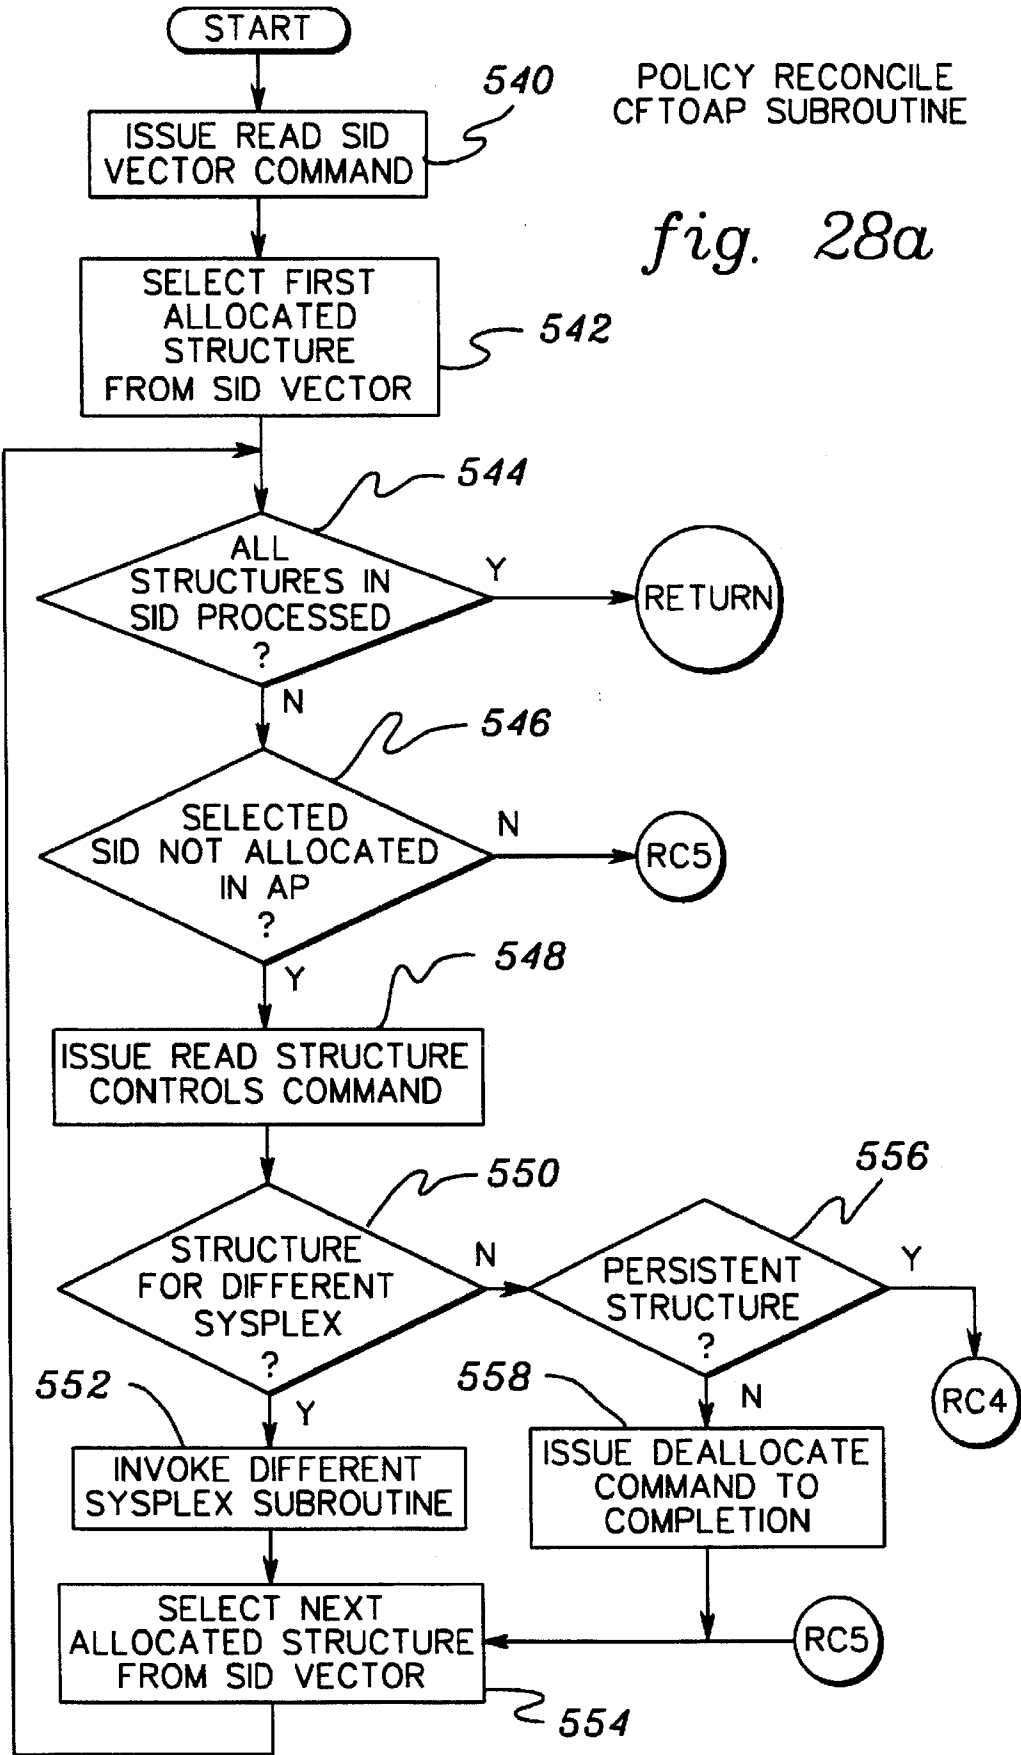 START
540
POLICY RECONCILE
CFTOAP SUBROUTINE
ISSUE READ SID
VECTOR COMMAND
fig. 28a
SELECT FIRST
ALLOCATED
STRUCTURE
FROM SID VECTOR
542
544
ALL
STRUCTURES IN
SID PROCESSED
?
Y
RETURN
N
546
SELECTED
SID NOT ALLOCATED
IN AP
?
N
RC5
Y
548
ISSUE READ STRUCTURE
CONTROLS COMMAND
550
556
STRUCTURE
FOR DIFFERENT
SYSPLEX
?
N
PERSISTENT
STRUCTURE
?
Y
RC4
552
Y
558
N
INVOKE DIFFERENT
SYSPLEX SUBROUTINE
ISSUE DEALLOCATE
COMMAND TO
COMPLETION
SELECT NEXT
ALLOCATED STRUCTURE
FROM SID VECTOR
RC5
554